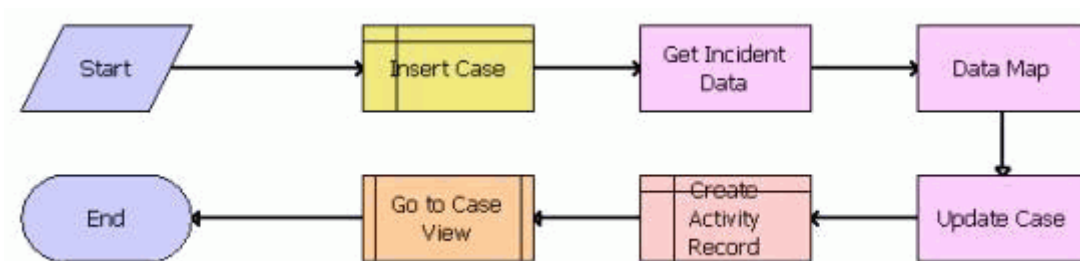 Start
Insert Case
Get Incident
Data
Data Map
End
Go to Case
View
Create
Activity
Record
Update Case